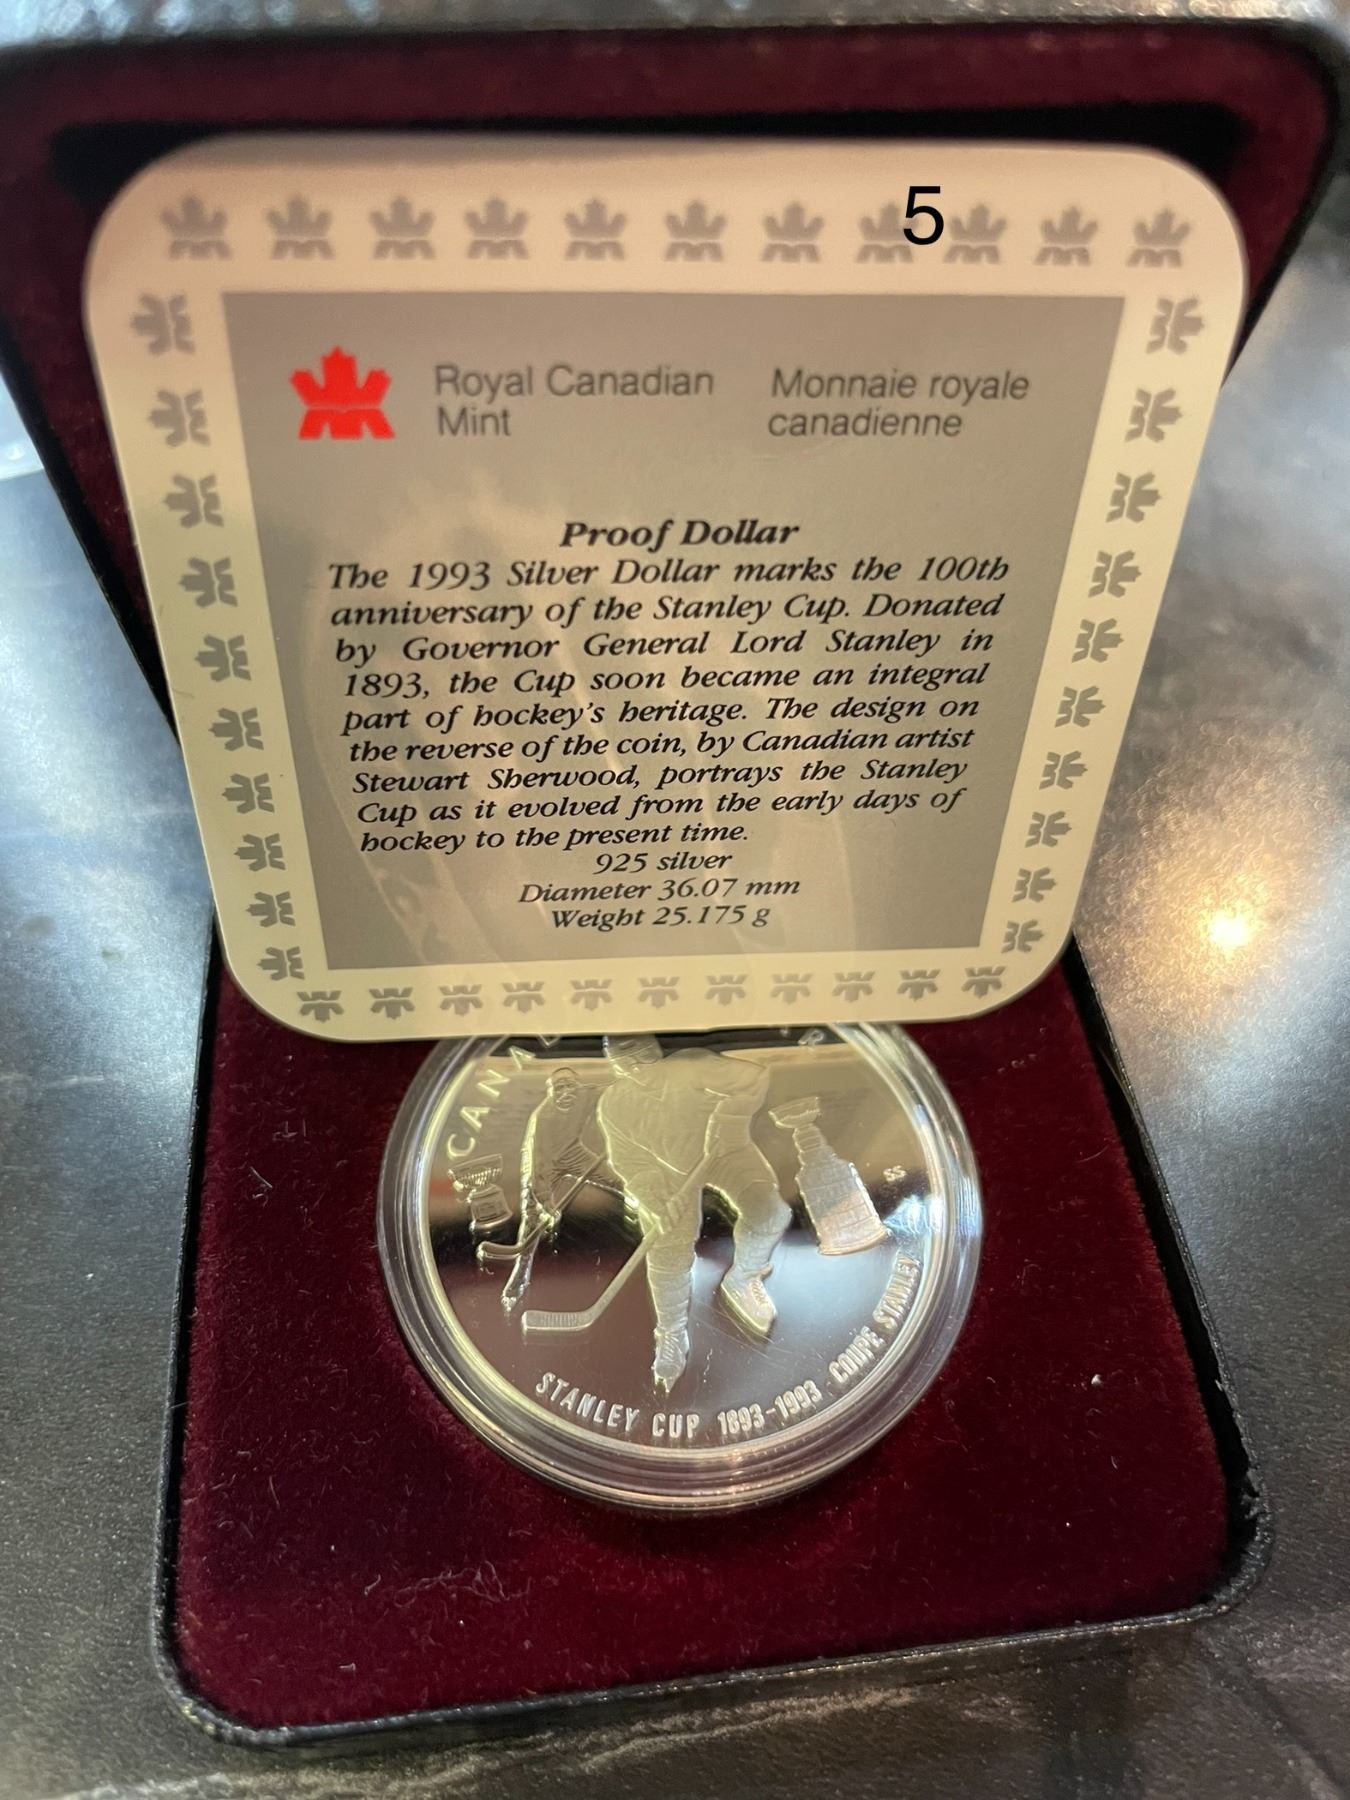 5
Royal Canadian Mint
Monnaie royale canadienne
Proof Dollar
The 1993 Silver Dollar marks the 100th
anniversary of the Stanley Cup. Donated
by Governor General Lord Stanley in
1893, the Cup soon became an integral
part of hockey's heritage. The design on
the reverse of the coin, by Canadian artist
Stewart Sherwood, portrays the Stanley
Cup as it evolved from the early days of
hockey to the present time.
925 silver
Diameter 36.07 mm
Weight 25.175 g
SS
STANLEY CUP 1893-1993 COUPE STANLEY